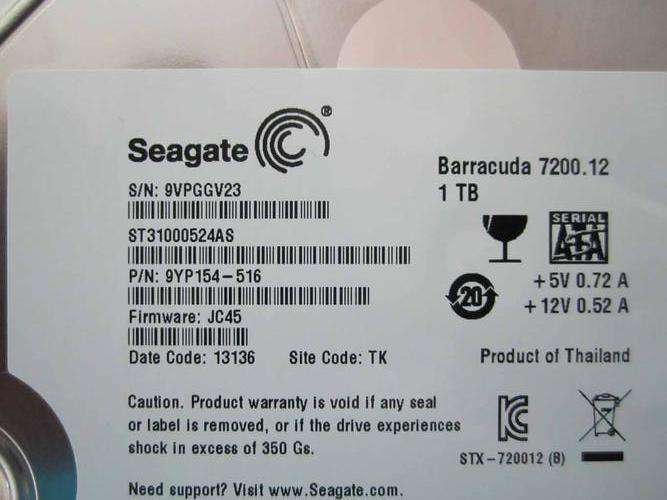 Seagate®
Barracuda 7200.12
S/N: 9VPGGV23
1 TB
ST31000524AS
SERIAL
ATA
P/N: 9YP154-516
+5V 0.72 A
20
+12V 0.52 A
Firmware: JC45
Date Code: 13136 Site Code: TK
Product of Thailand
Caution. Product warranty is void if any seal
or label is removed, or if the drive experiences
shock in excess of 350 Gs.
STX-720012 (B)
Need support? Visit www.Seagate.com.